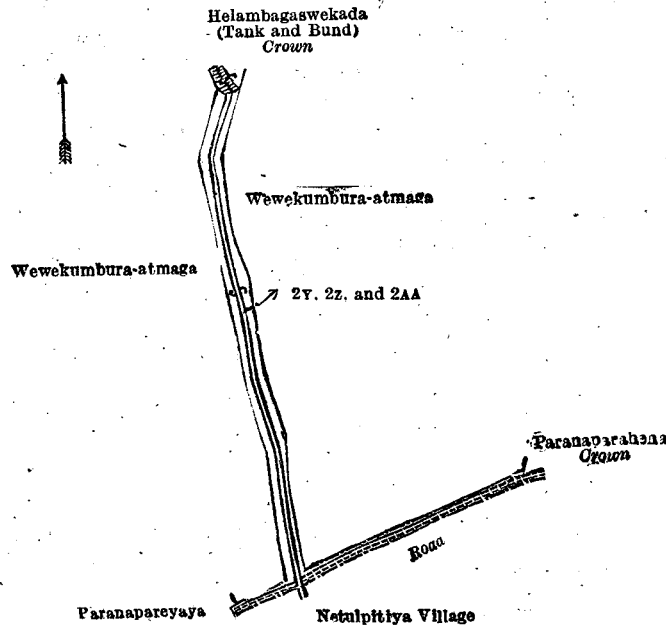 Helambagaswekada
(Tank and Bund)
Crown
Wewekumbura-atmaga
Wewekumbura-atmaga
2Y, 2Z, and 2AA
Paranaparahena
Crown
Road
Paranapareyaya
Netulpitiya Village